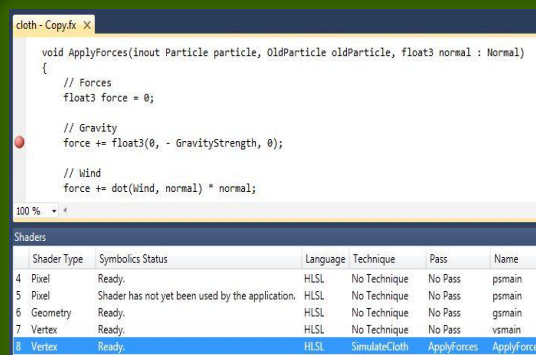 cloth - Copy.fx X
void ApplyForces(inout Particle particle, OldParticle oldParticle, float3 normal : Normal)
{
// Forces
float3 force = 0;
// Gravity
force += float3(0, - GravityStrength, 0);
// Wind
force += dot(Wind, normal) * normal;
100 %
Shaders
Shader Type Symbolics Status Language Technique Pass Name
4 Pixel Ready. HLSL No Technique No Pass psmain
5 Pixel Shader has not yet been used by the application. HLSL No Technique No Pass psmain
6 Geometry Ready. HLSL No Technique No Pass gsmain
7 Vertex Ready. HLSL No Technique No Pass vsmain
8 Vertex Ready. HLSL SimulateCloth ApplyForces ApplyForce